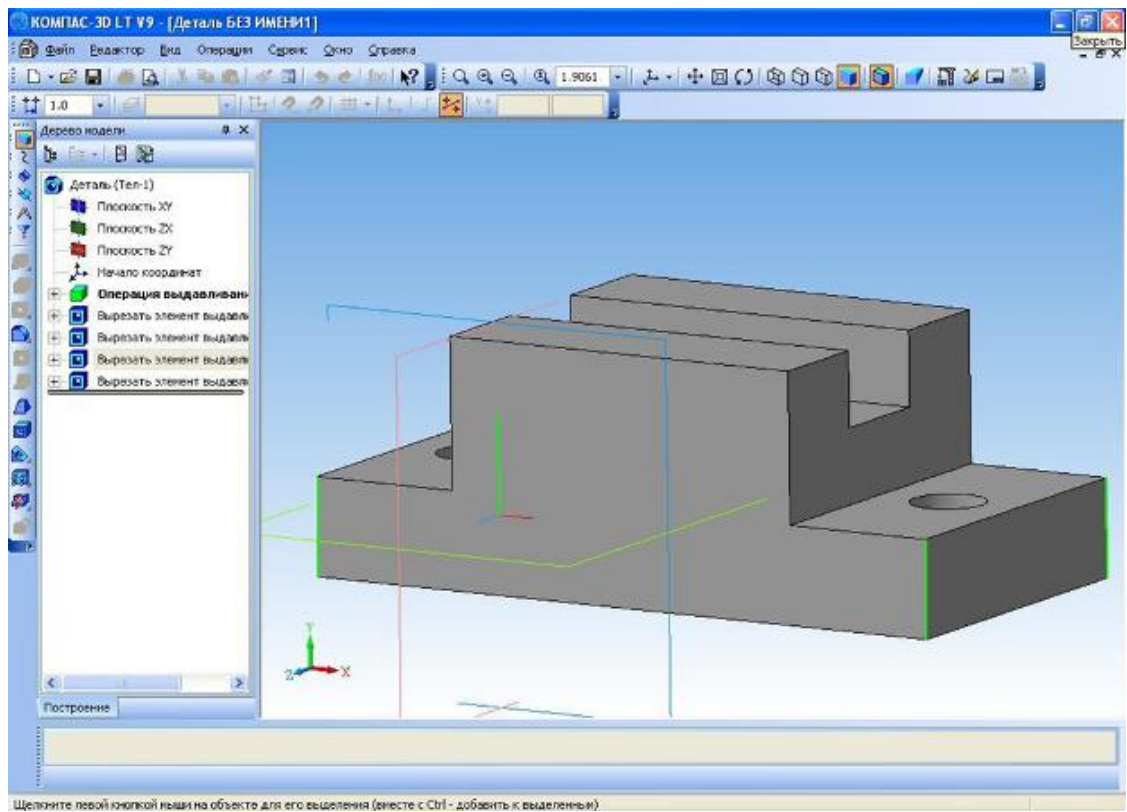 КОМПАС-3D LT V9 - [Деталь БЕЗ ИМЕНИ1]
Закрыть
Файл Редактор Вид Операции Сервис Окно Справка
1.9061
1.0
Дерево модели
Деталь (Тел-1)
Плоскость XY
Плоскость ZX
Плоскость ZY
Начало координат
Операция выдавливан
Вырезать элемент выдавл
Вырезать элемент выдавл
Вырезать элемент выдавл
Вырезать элемент выдавл
Y
Z X
Построение
Щелкните левой кнопкой мыши на объекте для его выделения (вместе с Ctrl - добавить к выделенным)